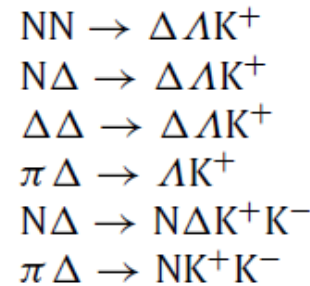 NN → ΔΛK⁺
NΔ → ΔΛK⁺
ΔΔ → ΔΛK⁺
πΔ → ΛK⁺
NΔ → NΔK⁺K⁻
πΔ → NK⁺K⁻